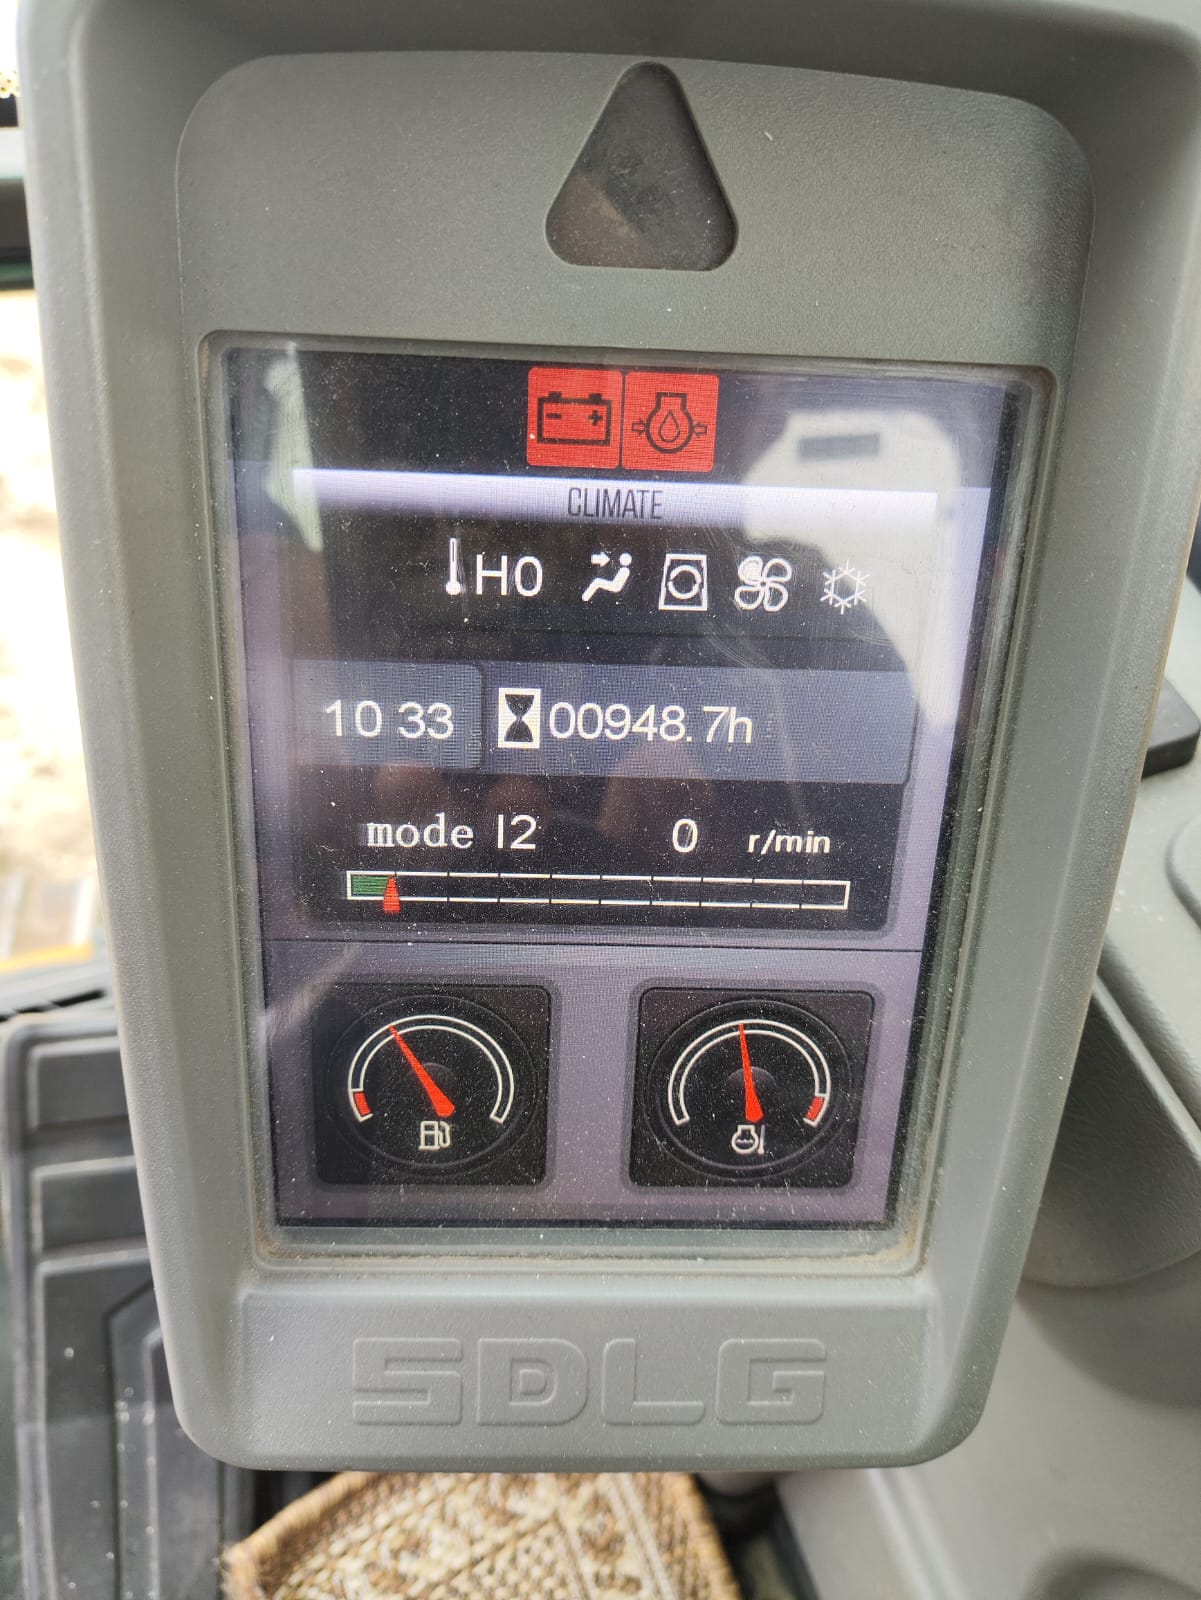 CLIMATE
H0
10 33 00948.7h
mode I2 0 r/min
SDLG